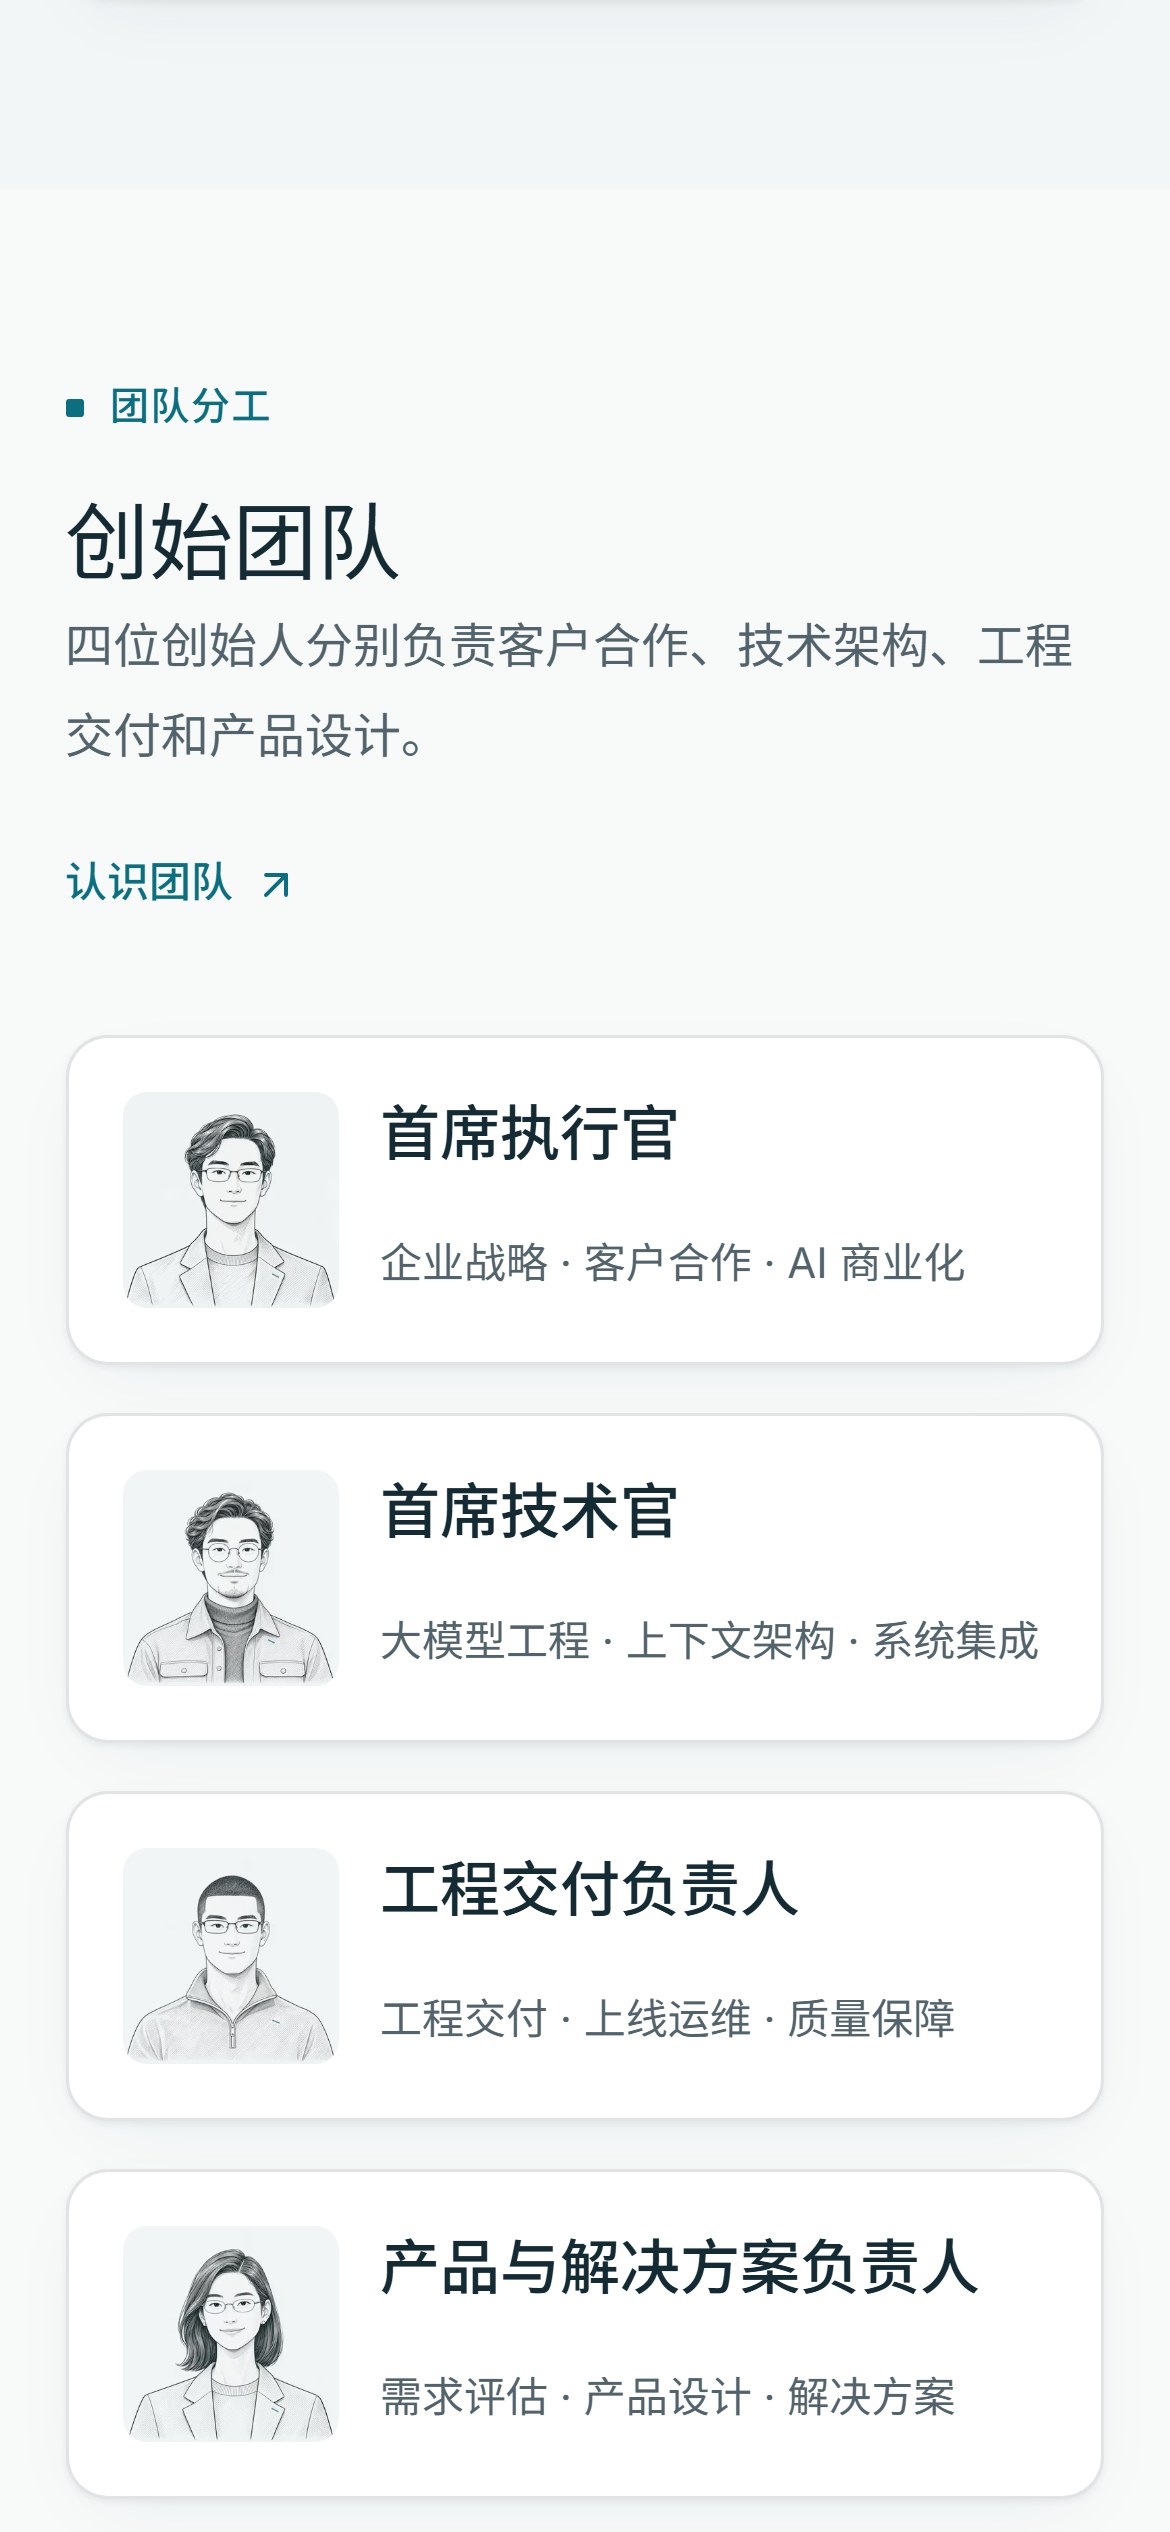 团队分工
创始团队
四位创始人分别负责客户合作、技术架构、工程
交付和产品设计。
认识团队
首席执行官
企业战略 · 客户合作 · AI 商业化
首席技术官
大模型工程 · 上下文架构 · 系统集成
工程交付负责人
工程交付 · 上线运维 · 质量保障
产品与解决方案负责人
需求评估 · 产品设计 · 解决方案